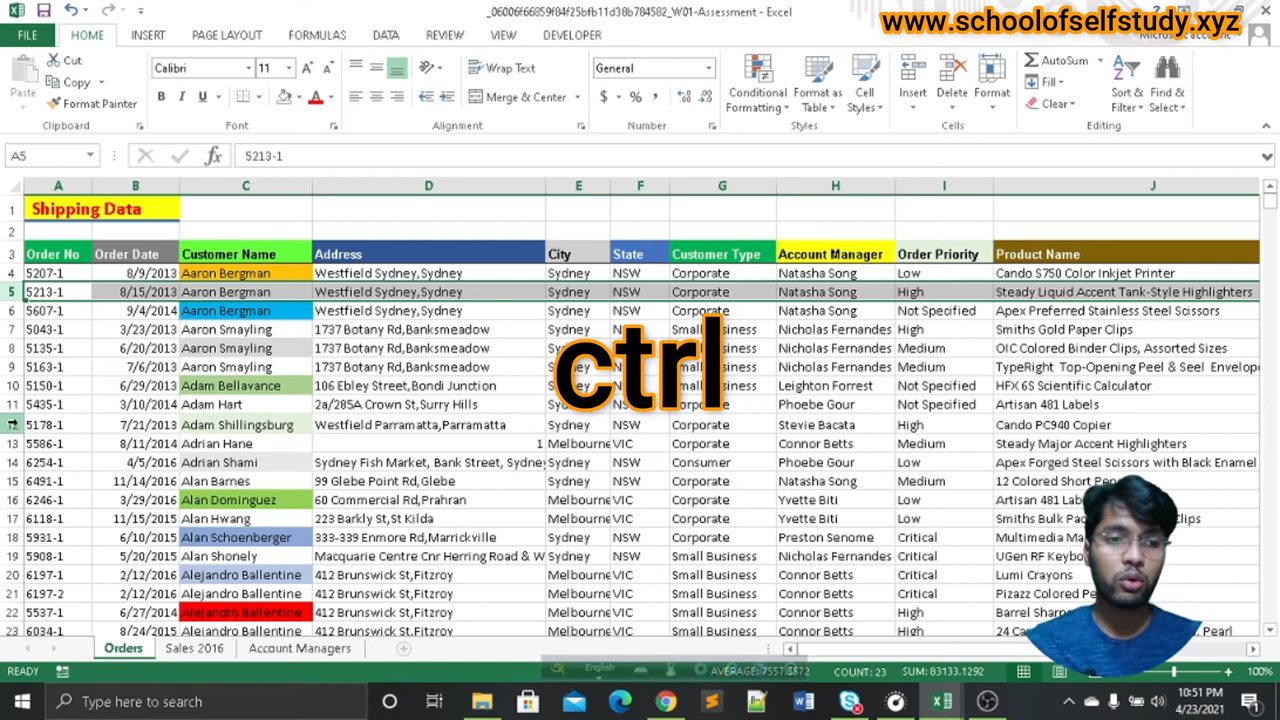 _06006f66859f84f25bfb11d38b784582_W01-Assessment - Excel
www.schoolofselfstudy.xyz
FILE HOME INSERT PAGE LAYOUT FORMULAS DATA REVIEW VIEW DEVELOPER
Cut
Copy
Format Painter
Paste
Calibri 11
B I U
Wrap Text
Merge & Center
General
$ % ,
Conditional Formatting
Format as Table
Cell Styles
Insert Delete Format
AutoSum
Fill
Clear
Sort & Filter
Find & Select
Clipboard Font Alignment Number Styles Cells Editing
A5 fx 5213-1
A B C D E F G H I J
1 Shipping Data
2
3 Order No Order Date Customer Name Address City State Customer Type Account Manager Order Priority Product Name
4 5207-1 8/9/2013 Aaron Bergman Westfield Sydney,Sydney Sydney NSW Corporate Natasha Song Low Cando S750 Color Inkjet Printer
5 5213-1 8/15/2013 Aaron Bergman Westfield Sydney,Sydney Sydney NSW Corporate Natasha Song High Steady Liquid Accent Tank-Style Highlighters
6 5607-1 9/4/2014 Aaron Bergman Westfield Sydney,Sydney Sydney NSW Corporate Natasha Song Not Specified Apex Preferred Stainless Steel Scissors
7 5043-1 3/23/2013 Aaron Smayling 1737 Botany Rd,Banksmeadow Sydney NSW Small Business Nicholas Fernandes High Smiths Gold Paper Clips
8 5135-1 6/20/2013 Aaron Smayling 1737 Botany Rd,Banksmeadow Sydney NSW Nicholas Fernandes Medium OIC Colored Binder Clips, Assorted Sizes
9 5163-1 7/6/2013 Aaron Smayling 1737 Botany Rd,Banksmeadow Sydney NSW Nicholas Fernandes Medium TypeRight Top-Opening Peel & Seel Envelope
10 5150-1 6/29/2013 Adam Bellavance 106 Ebley Street,Bondi Junction Leighton Forrest Not Specified HFX 6S Scientific Calculator
11 5435-1 3/10/2014 Adam Hart 2a/285A Crown St,Surry Hills Sydney NSW Corporate Phoebe Gour Not Specified Artisan 481 Labels
ctrl
5178-1 7/21/2013 Adam Shillingsburg Westfield Parramatta,Parramatta Sydney NSW Corporate Stevie Bacata High Cando PC940 Copier
13 5586-1 8/11/2014 Adrian Hane 1 Melbourne VIC Corporate Connor Betts Medium Steady Major Accent Highlighters
14 6254-1 4/5/2016 Adrian Shami Sydney Fish Market, Bank Street, Sydney Sydney NSW Consumer Phoebe Gour Low Apex Forged Steel Scissors with Black Enamel
15 6491-1 11/14/2016 Alan Barnes 99 Glebe Point Rd,Glebe Sydney NSW Corporate Natasha Song Medium 12 Colored Short
16 6246-1 3/29/2016 Alan Dominguez 60 Commercial Rd,Prahran Melbourne VIC Corporate Yvette Biti Low Artisan 481
17 6118-1 11/15/2015 Alan Hwang 223 Barkly St,St Kilda Melbourne VIC Corporate Yvette Biti Low Smiths Bulk Clips
18 5931-1 6/10/2015 Alan Schoenberger 333-339 Enmore Rd,Marrickville Sydney NSW Corporate Preston Senome Critical Multimedia
19 5908-1 5/20/2015 Alan Shonely Macquarie Centre Cnr Herring Road & W Sydney NSW Small Business Nicholas Fernandes Critical UGen RF
20 6197-1 2/12/2016 Alejandro Ballentine 412 Brunswick St,Fitzroy Melbourne VIC Small Business Connor Betts Critical Lumi Crayons
21 6197-2 2/12/2016 Alejandro Ballentine 412 Brunswick St,Fitzroy Melbourne VIC Small Business Connor Betts Critical Pizazz Colored
22 5537-1 6/27/2014 Alejandro Ballentine 412 Brunswick St,Fitzroy Melbourne VIC Small Business Connor Betts High Barrel
23 6034-1 8/24/2015 Alejandro Ballentine 412 Brunswick St,Fitzroy Melbourne VIC Small Business Connor Betts High 24 Pearl
Orders Sales 2016 Account Managers
READY English COUNT: 23 SUM: 83133.1292 100%
Type here to search
10:51 PM
4/23/2021